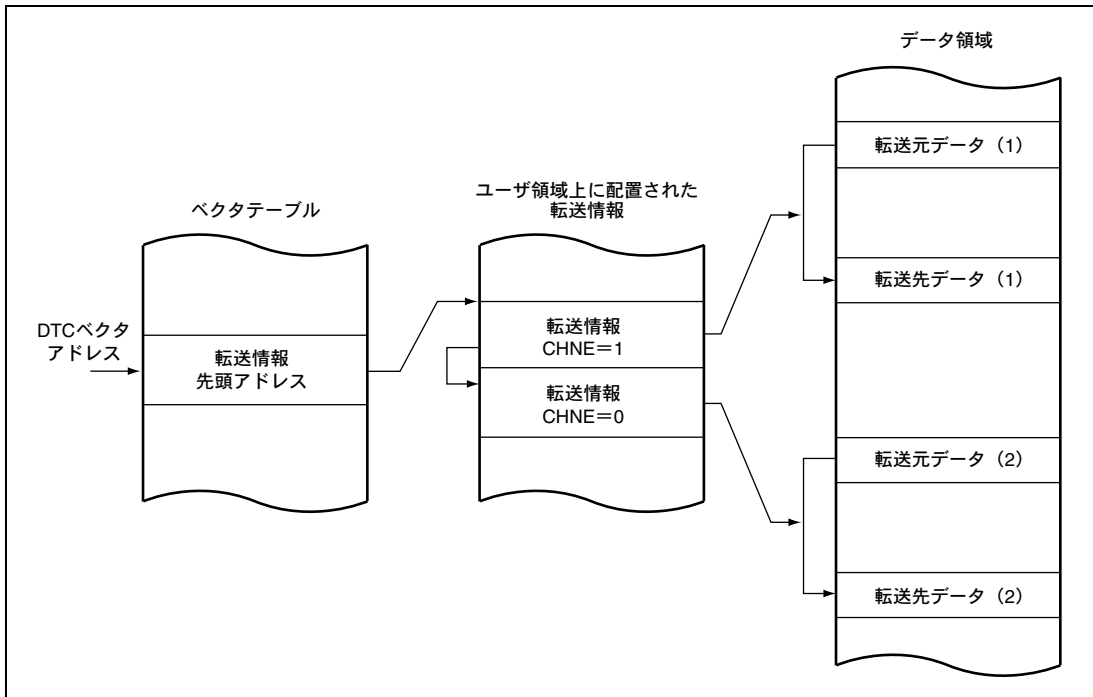 データ領域
転送元データ（1）
ユーザ領域上に配置された
転送情報
ベクタテーブル
転送先データ（1）
DTCベクタ
アドレス
転送情報
先頭アドレス
転送情報
CHNE＝1
転送情報
CHNE＝0
転送元データ（2）
転送先データ（2）